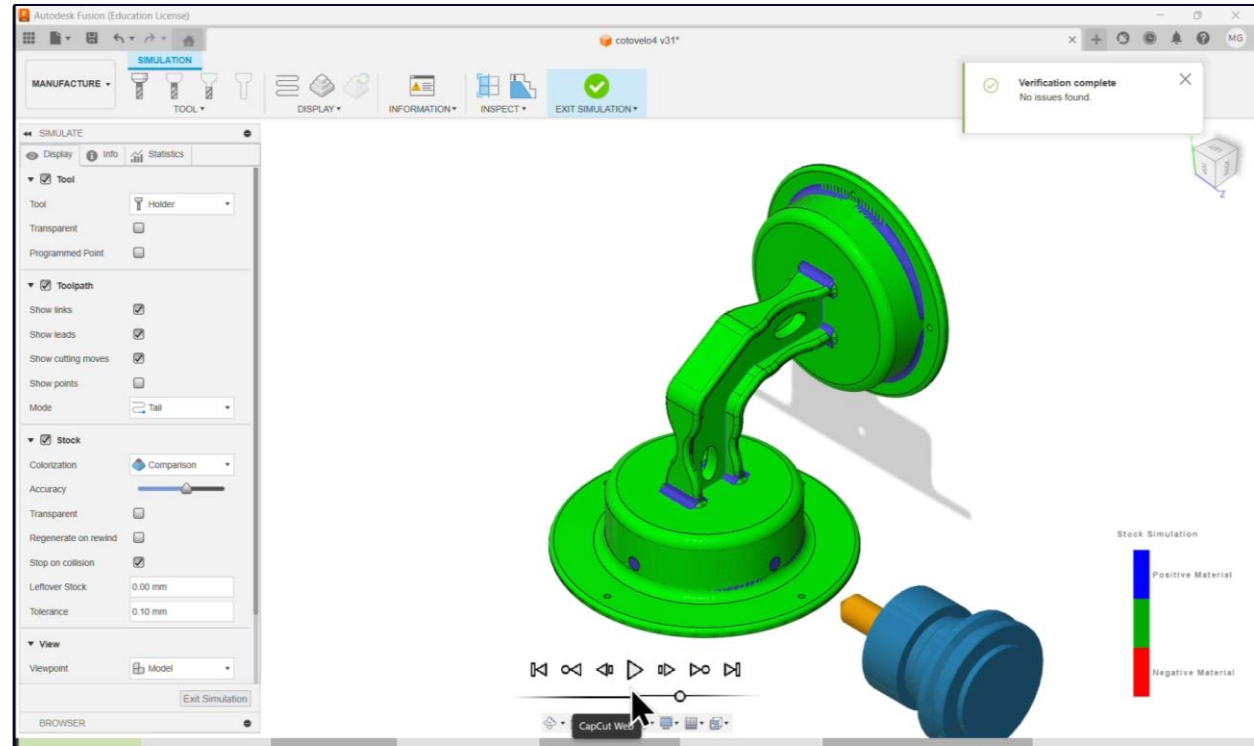 Autodesk Fusion (Education License)
cotovelo4 v31*
MG
MANUFACTURE
SIMULATION
TOOL
DISPLAY
INFORMATION
INSPECT
EXIT SIMULATION
Verification complete
No issues found.
SIMULATE
Display Info Statistics
Tool
Tool Holder
Transparent
Programmed Point
Toolpath
Show links
Show leads
Show cutting moves
Show points
Mode Tail
Stock
Colorization Comparison
Accuracy
Transparent
Regenerate on rewind
Stop on collision
Leftover Stock 0.00 mm
Tolerance 0.10 mm
View
Viewpoint Model
Exit Simulation
BROWSER
Z
Stock Simulation
Positive Material
Negative Material
CapCut Web